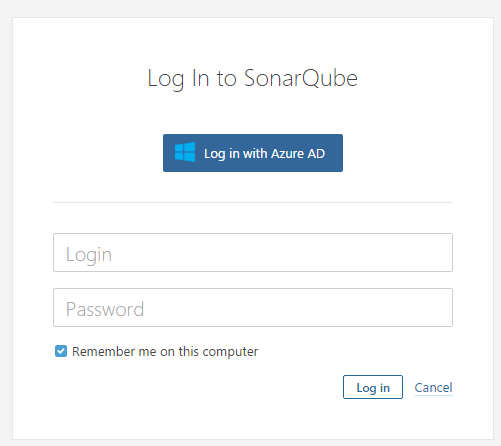 Log In to SonarQube
Log in with Azure AD
Login
Password
Remember me on this computer
Log in Cancel